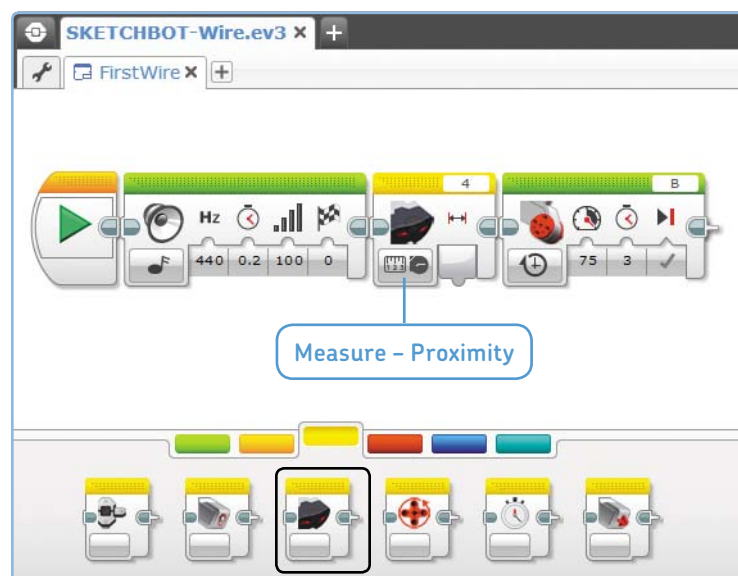 SKETCHBOT-Wire.ev3 × +
FirstWire × +
4 B
Hz
440 0.2 100 0 75 3
Measure – Proximity